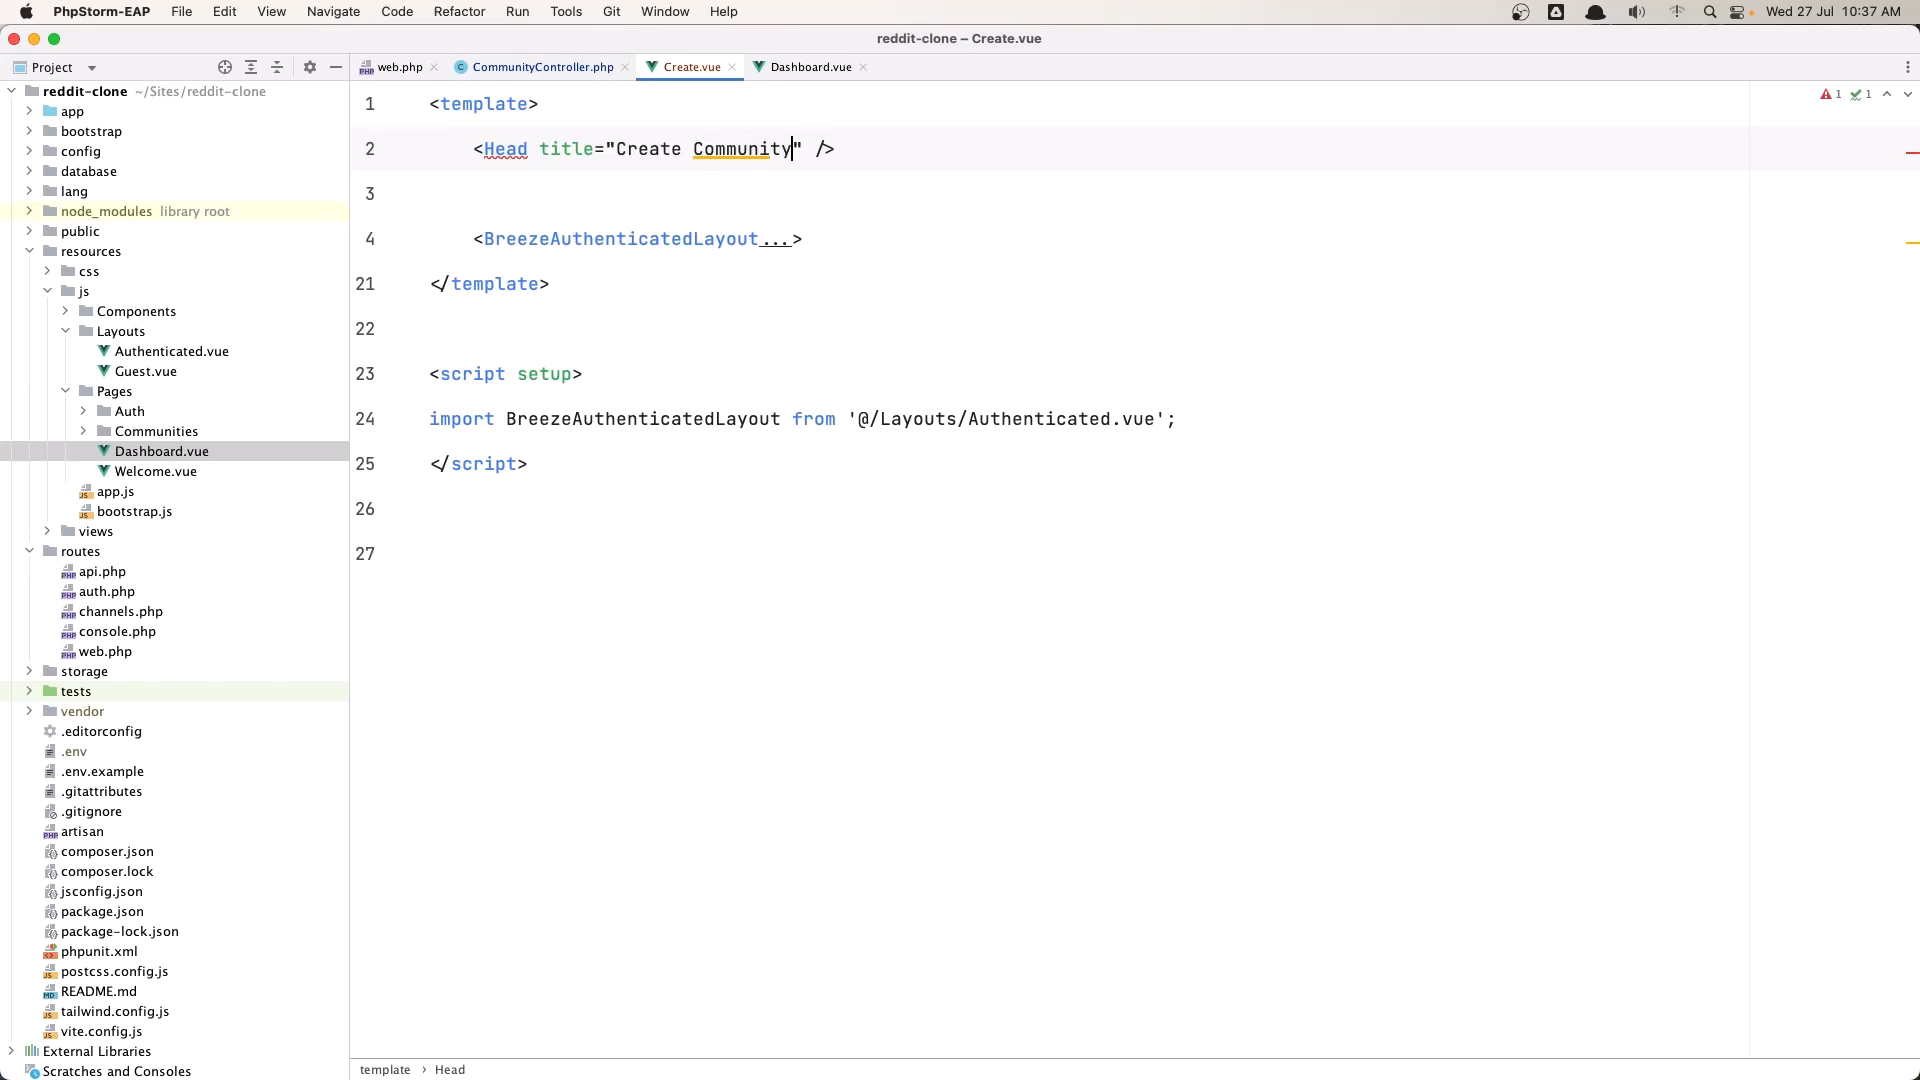 PhpStorm-EAP File Edit View Navigate Code Refactor Run Tools Git Window Help Wed 27 Jul 10:37 AM
reddit-clone – Create.vue
Project web.php CommunityController.php Create.vue Dashboard.vue
reddit-clone ~/Sites/reddit-clone
app
bootstrap
config
database
lang
node_modules library root
public
resources
css
js
Components
Layouts
Authenticated.vue
Guest.vue
Pages
Auth
Communities
Dashboard.vue
Welcome.vue
app.js
bootstrap.js
views
routes
api.php
auth.php
channels.php
console.php
web.php
storage
tests
vendor
.editorconfig
.env
.env.example
.gitattributes
.gitignore
artisan
composer.json
composer.lock
jsconfig.json
package.json
package-lock.json
phpunit.xml
postcss.config.js
README.md
tailwind.config.js
vite.config.js
External Libraries
Scratches and Consoles
1 <template>
2 <Head title="Create Community" />
3
4 <BreezeAuthenticatedLayout...>
21 </template>
22
23 <script setup>
24 import BreezeAuthenticatedLayout from '@/Layouts/Authenticated.vue';
25 </script>
26
27
1 1
template › Head